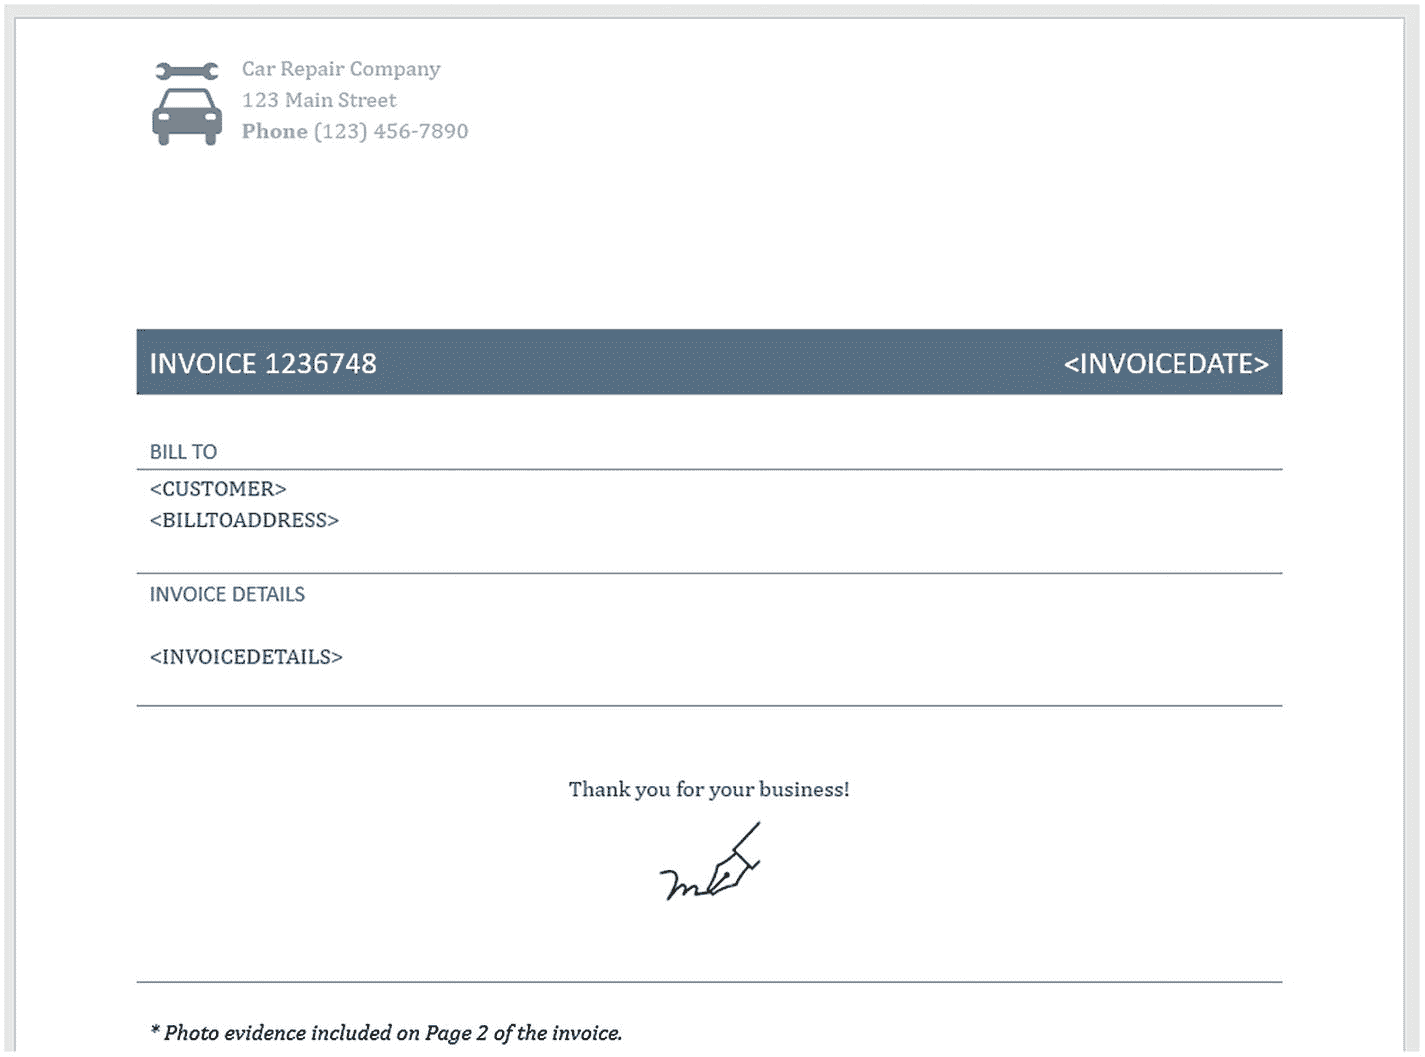 Car Repair Company
123 Main Street
Phone (123) 456-7890
INVOICE 1236748 <INVOICEDATE>
BILL TO
<CUSTOMER>
<BILLTOADDRESS>
INVOICE DETAILS
<INVOICEDETAILS>
Thank you for your business!
* Photo evidence included on Page 2 of the invoice.